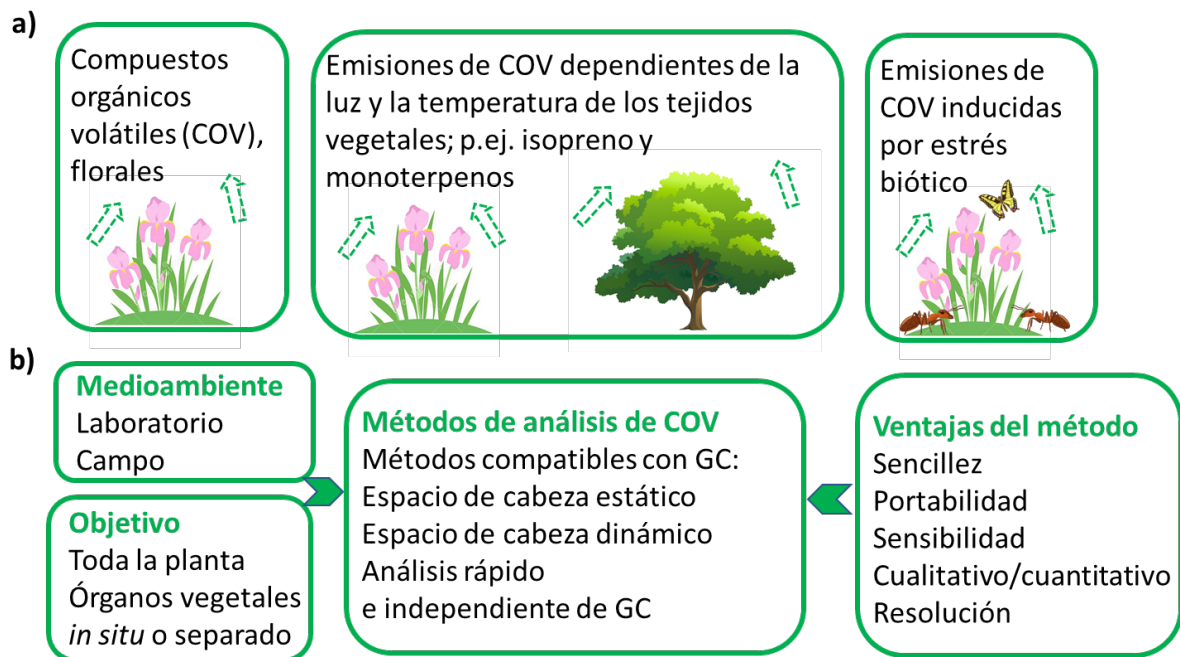 a)
Compuestos
orgánicos
volátiles (COV),
florales
Emisiones de COV dependientes de la
luz y la temperatura de los tejidos
vegetales; p.ej. isopreno y
monoterpenos
Emisiones de
COV inducidas
por estrés
biótico
b)
Medioambiente
Laboratorio
Campo
Objetivo
Toda la planta
Órganos vegetales
in situ o separado
Métodos de análisis de COV
Métodos compatibles con GC:
Espacio de cabeza estático
Espacio de cabeza dinámico
Análisis rápido
e independiente de GC
Ventajas del método
Sencillez
Portabilidad
Sensibilidad
Cualitativo/cuantitativo
Resolución